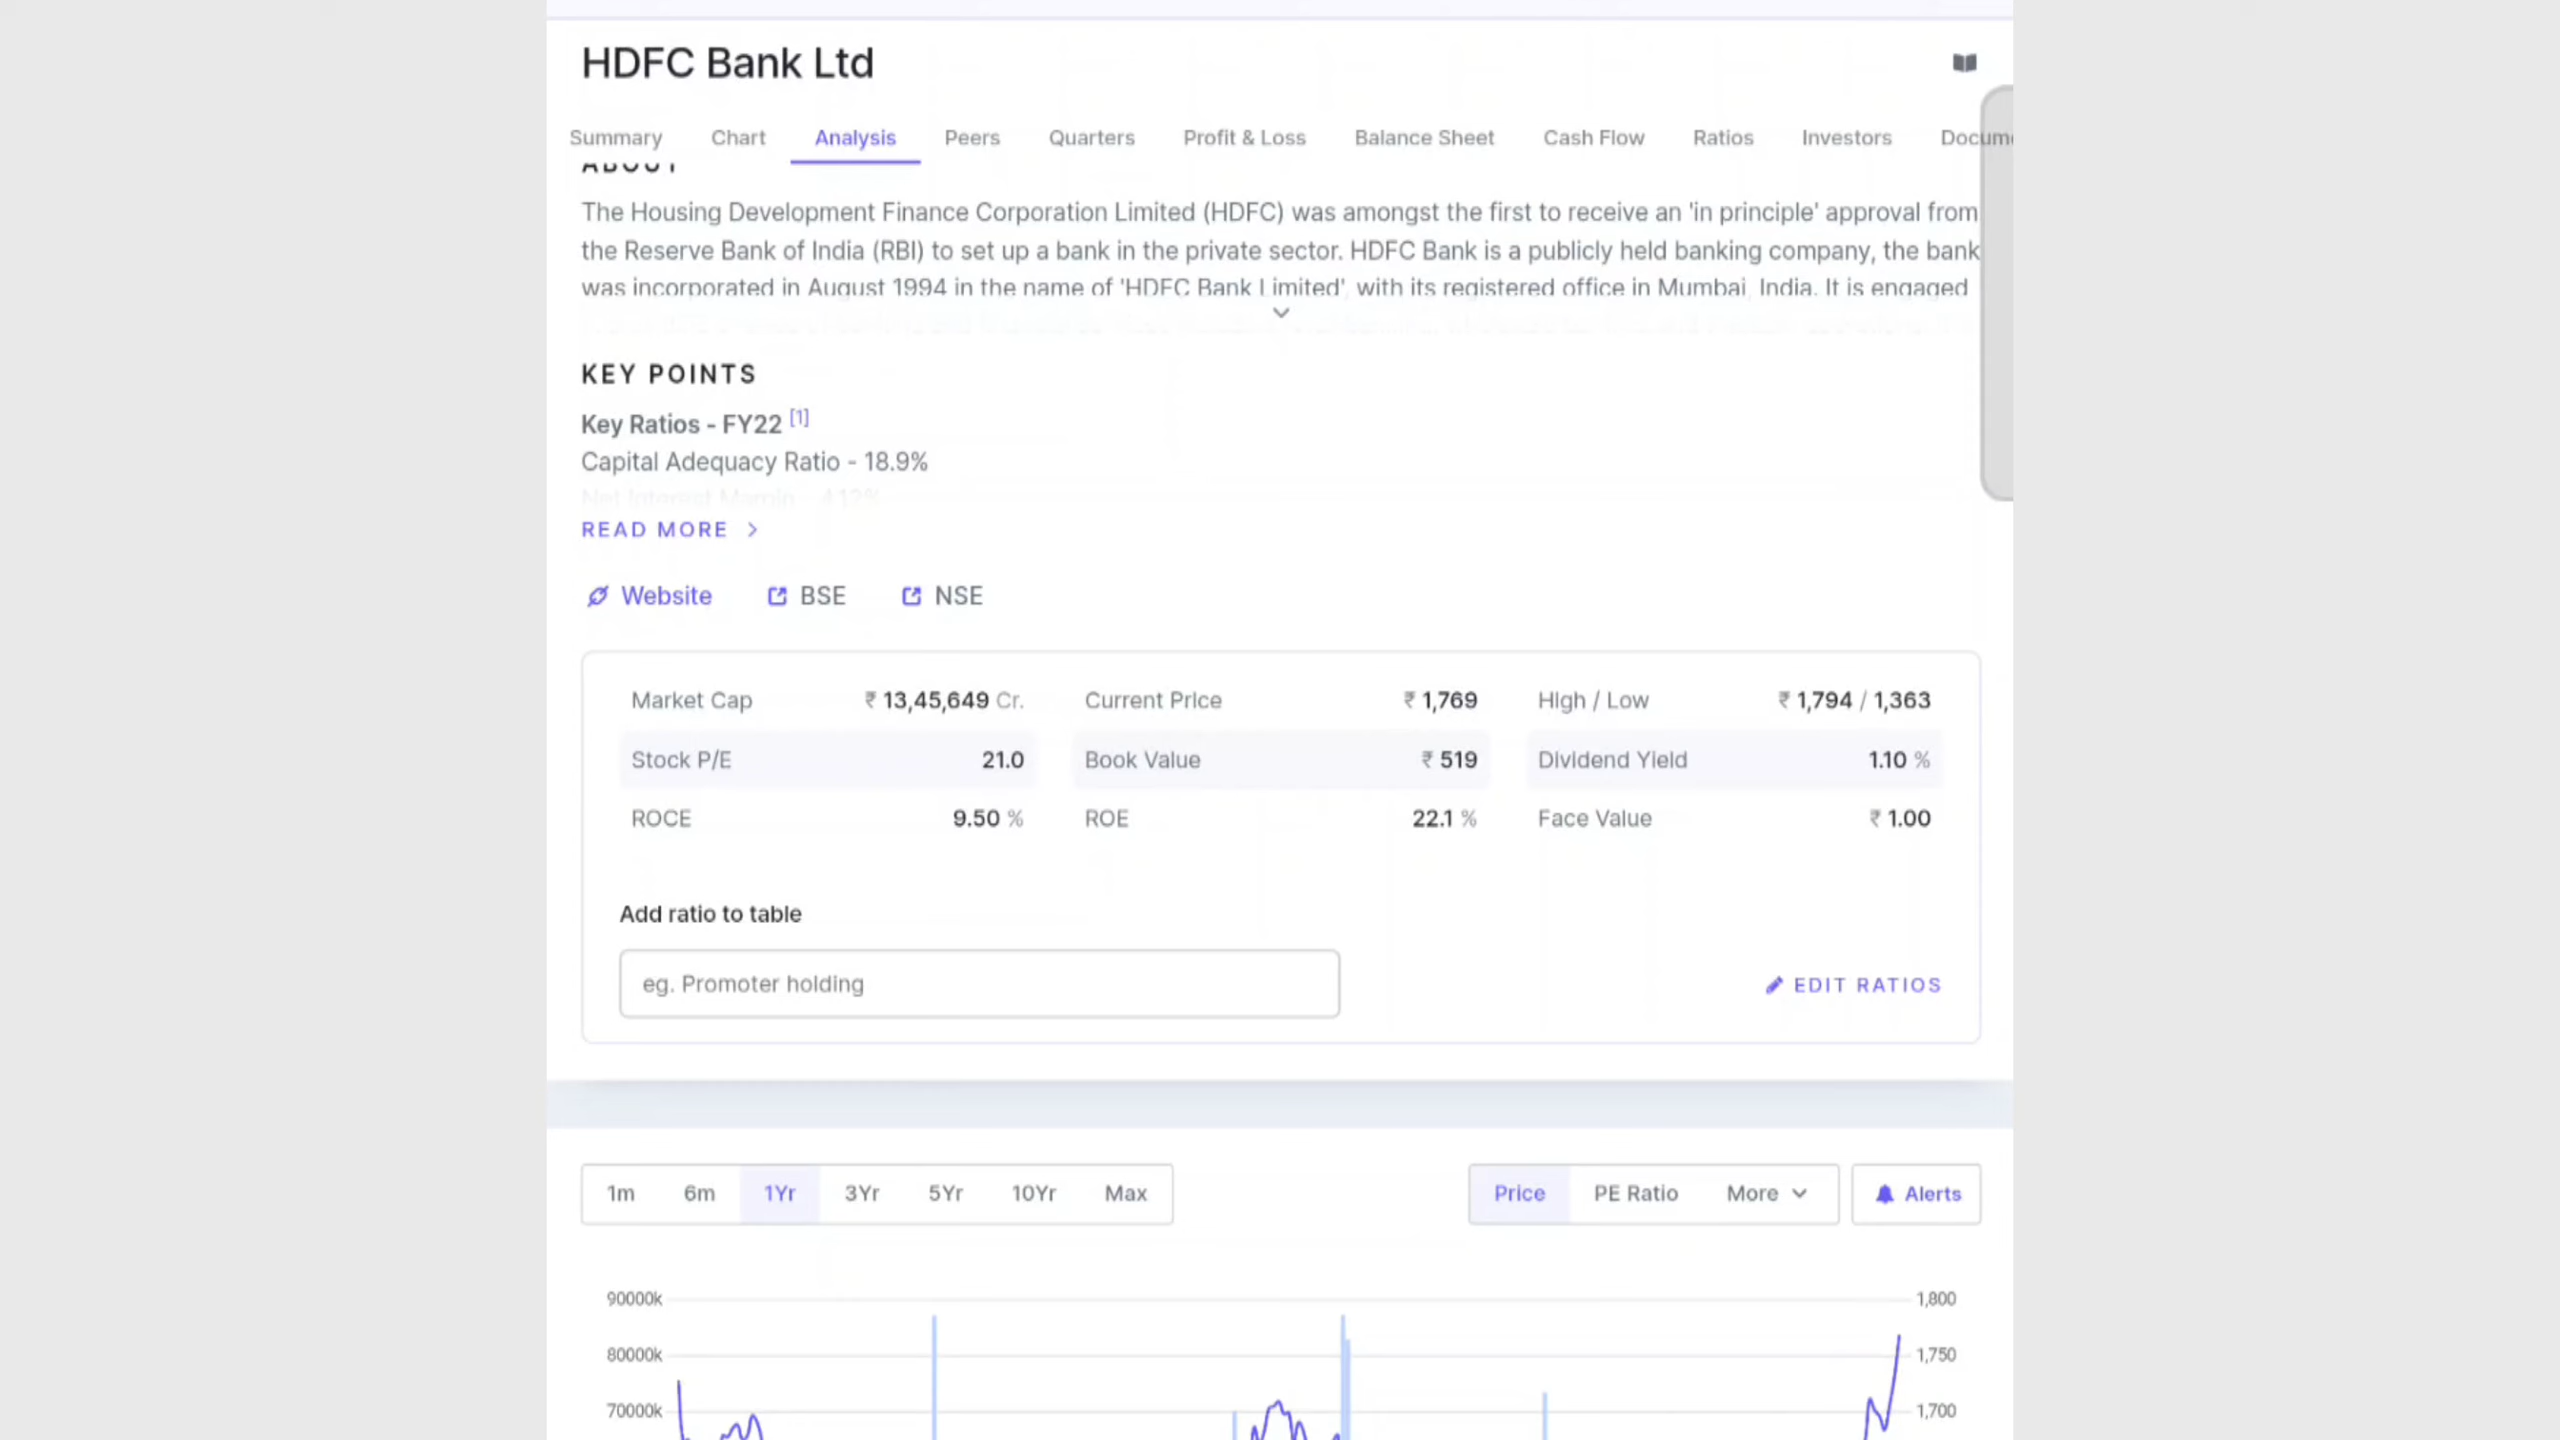 HDFC Bank Ltd
Summary Chart Analysis Peers Quarters Profit & Loss Balance Sheet Cash Flow Ratios Investors Docum
ABOUT
The Housing Development Finance Corporation Limited (HDFC) was amongst the first to receive an 'in principle' approval from
the Reserve Bank of India (RBI) to set up a bank in the private sector. HDFC Bank is a publicly held banking company, the bank
was incorporated in August 1994 in the name of 'HDFC Bank Limited', with its registered office in Mumbai, India. It is engaged
KEY POINTS
Key Ratios - FY22 [1]
Capital Adequacy Ratio - 18.9%
Net Interest Margin - 4.12%
READ MORE
Website BSE NSE
Market Cap ₹ 13,45,649 Cr. Current Price ₹ 1,769 High / Low ₹ 1,794 / 1,363
Stock P/E 21.0 Book Value ₹ 519 Dividend Yield 1.10 %
ROCE 9.50 % ROE 22.1 % Face Value ₹ 1.00
Add ratio to table
eg. Promoter holding
EDIT RATIOS
1m 6m 1Yr 3Yr 5Yr 10Yr Max Price PE Ratio More Alerts
90000k 1,800
80000k 1,750
70000k 1,700